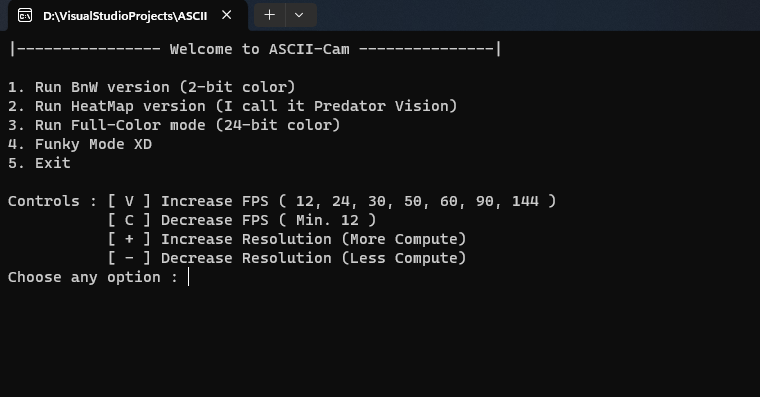 D:\VisualStudioProjects\ASCII
|---------------- Welcome to ASCII-Cam ---------------|
1. Run BnW version (2-bit color)
2. Run HeatMap version (I call it Predator Vision)
3. Run Full-Color mode (24-bit color)
4. Funky Mode XD
5. Exit
Controls : [ V ] Increase FPS ( 12, 24, 30, 50, 60, 90, 144 )
[ C ] Decrease FPS ( Min. 12 )
[ + ] Increase Resolution (More Compute)
[ - ] Decrease Resolution (Less Compute)
Choose any option :